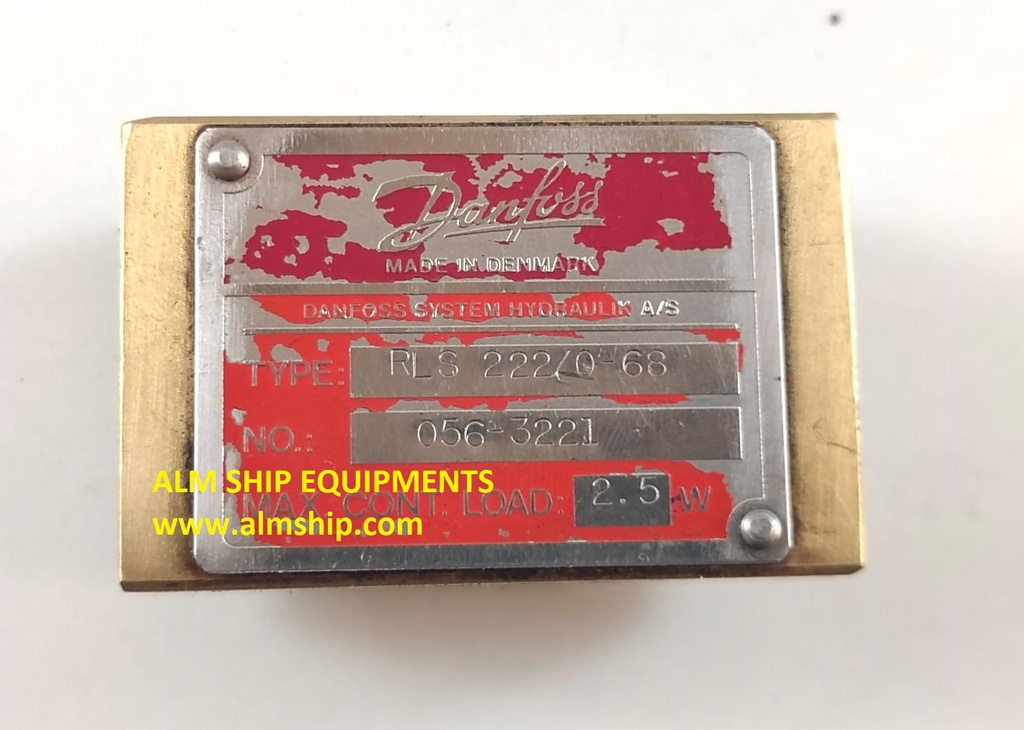 Danfoss
MADE IN DENMARK
DANFOSS SYSTEM HYDRAULIK A/S
TYPE: RLS 222/0-68
NO.: 056-3221
ALM SHIP EQUIPMENTS
MAX. CONT. LOAD: 2.5 W
www.almship.com